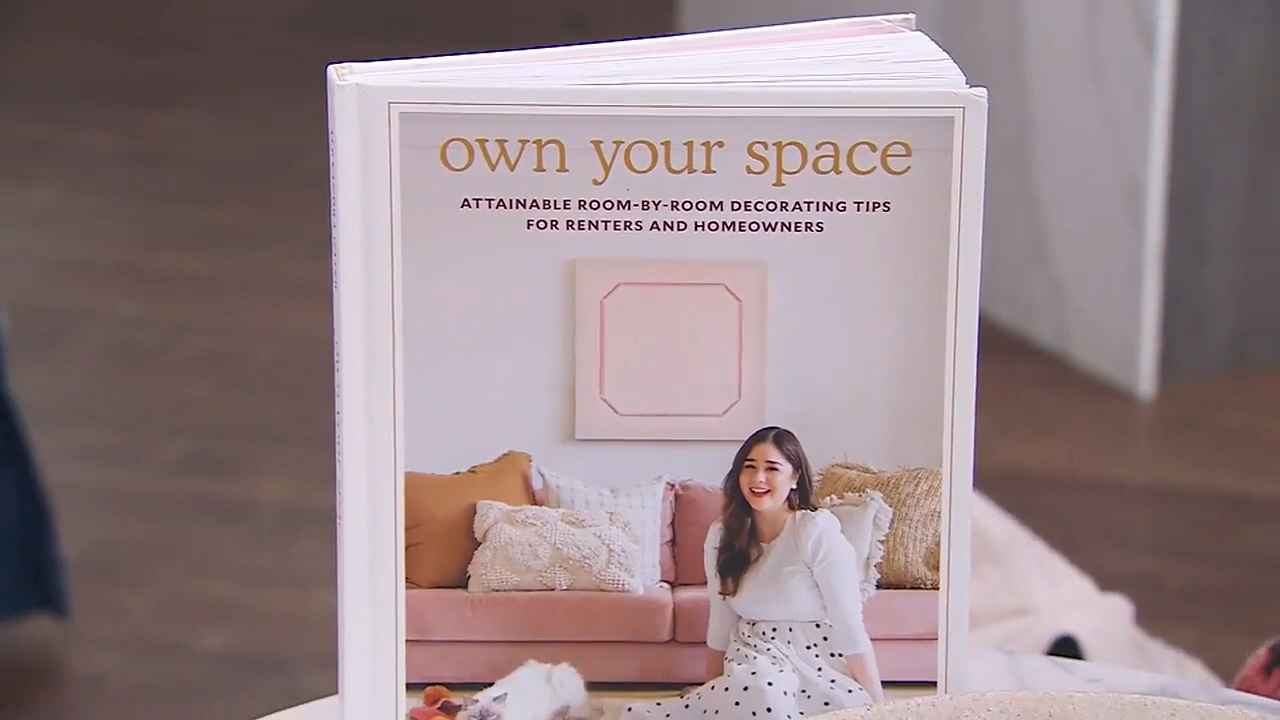 own your space
ATTAINABLE ROOM-BY-ROOM DECORATING TIPS
FOR RENTERS AND HOMEOWNERS